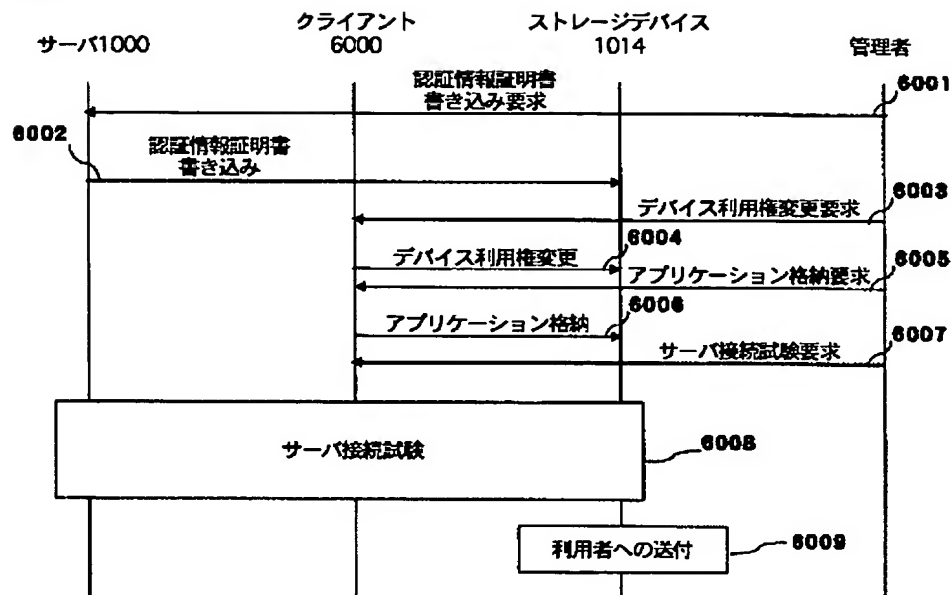 サーバ1000
クライアント
6000
ストレージデバイス
1014
管理者
認証情報証明書
書き込み要求
6001
6002
認証情報証明書
書き込み
デバイス利用権変更要求
6003
デバイス利用権変更
6004
アプリケーション格納要求
6005
アプリケーション格納
6006
サーバ接続試験要求
6007
サーバ接続試験
6008
利用者への送付
6009